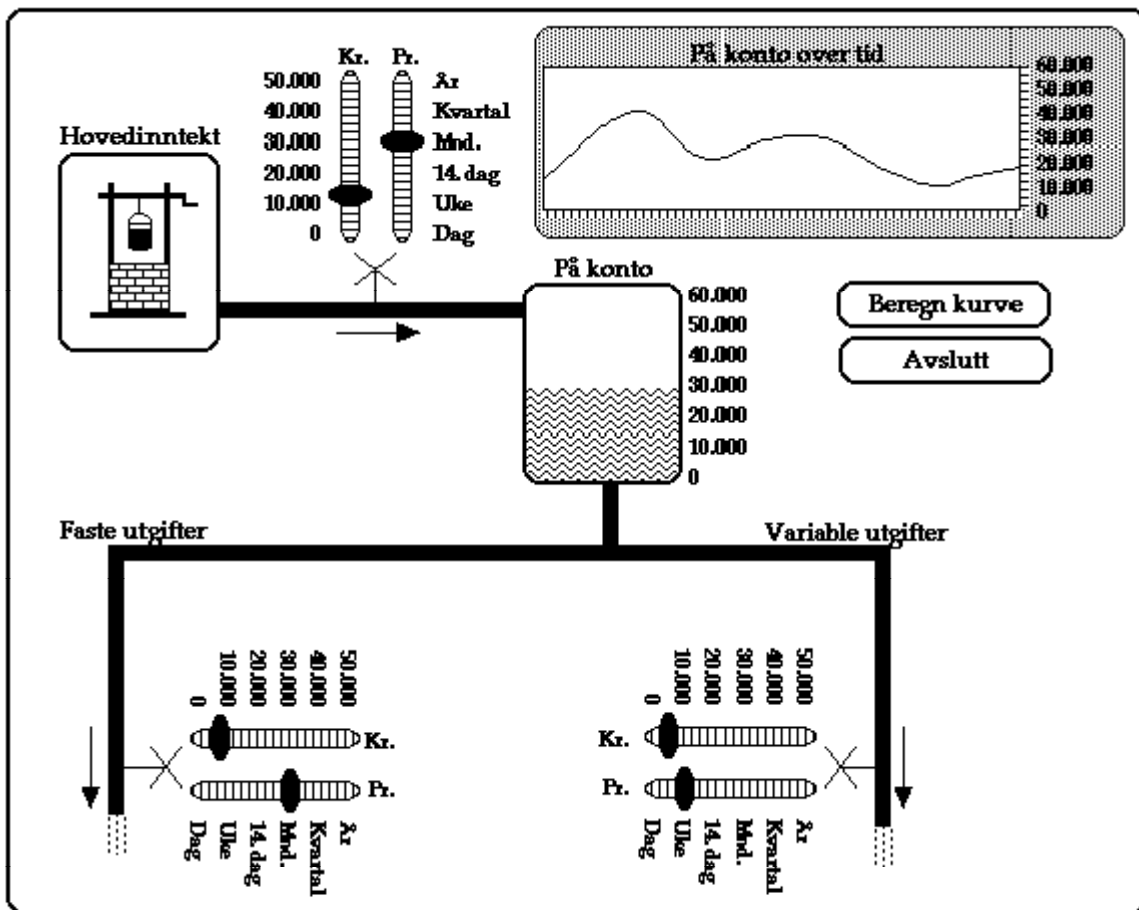 Kr. Pr.
50.000
40.000
30.000
20.000
10.000
0
År
Kvartal
Mnd.
14. dag
Uke
Dag
På konto over tid
60.000
50.000
40.000
30.000
20.000
10.000
0
Hovedinntekt
På konto
60.000
50.000
40.000
30.000
20.000
10.000
0
Beregn kurve
Avslutt
Faste utgifter
Variable utgifter
0
10.000
20.000
30.000
40.000
50.000
Kr.
Pr.
Dag
Uke
14. dag
Mnd.
Kvartal
År
0
10.000
20.000
30.000
40.000
50.000
Kr.
Pr.
Dag
Uke
14. dag
Mnd.
Kvartal
År